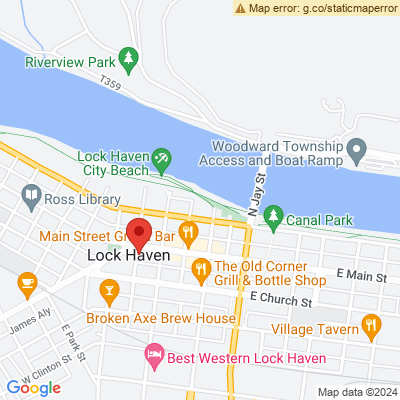 Map error: g.co/staticmaperror
Riverview Park
T359
Woodward Township
Access and Boat Ramp
Lock Haven
City Beach
Ross Library
N Jay St
Canal Park
Main Street Gr
Bar
Lock Haven
The Old Corner
Grill & Bottle Shop
E Main St
E Church St
James Aly
E Park St
Broken Axe Brew House
Village Tavern
W Clinton St
Best Western Lock Haven
Google
Map data ©2024